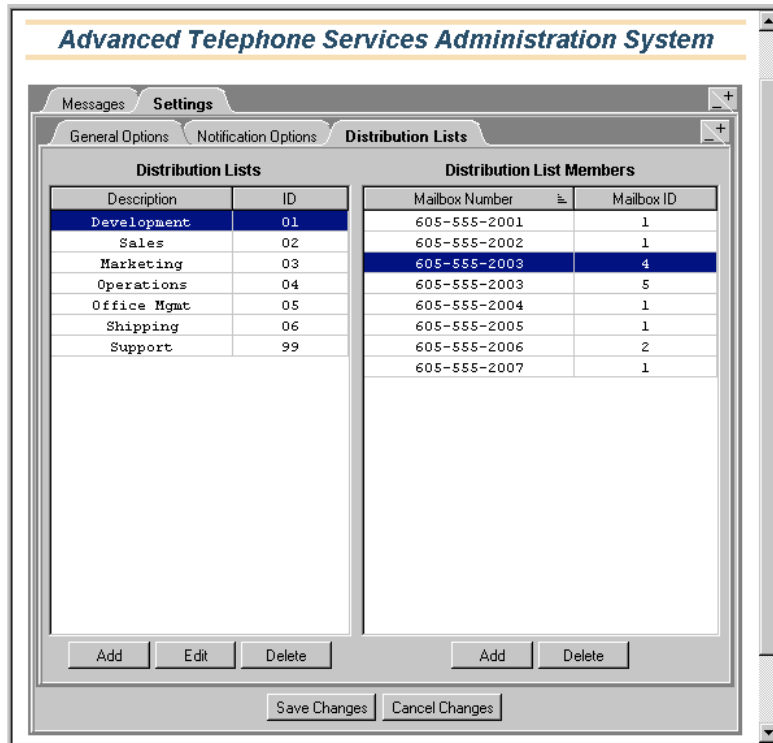 Advanced Telephone Services Administration System
Messages Settings
General Options Notification Options Distribution Lists
Distribution Lists
Description ID
Development 01
Sales 02
Marketing 03
Operations 04
Office Mgmt 05
Shipping 06
Support 99
Add Edit Delete
Distribution List Members
Mailbox Number Mailbox ID
605-555-2001 1
605-555-2002 1
605-555-2003 4
605-555-2003 5
605-555-2004 1
605-555-2005 1
605-555-2006 2
605-555-2007 1
Add Delete
Save Changes Cancel Changes